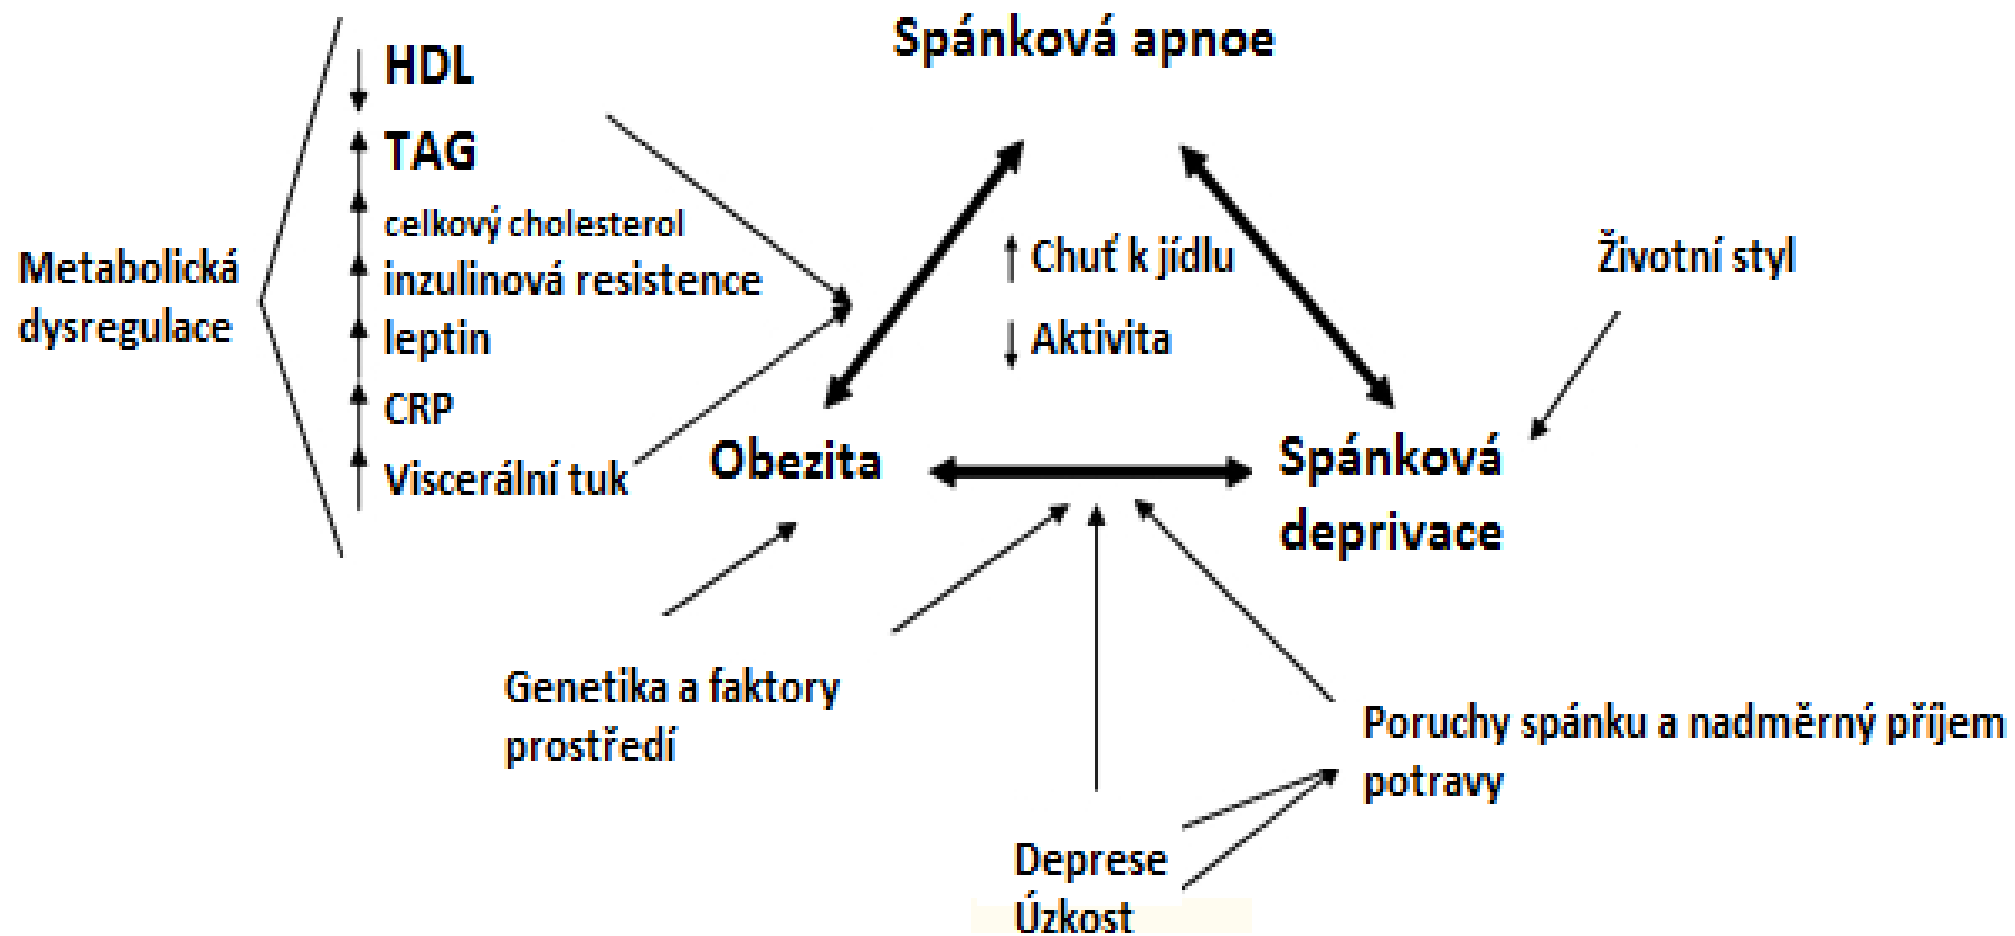 Spánková apnoe
HDL
TAG
celkový cholesterol
inzulinová resistence
leptin
CRP
Viscerální tuk
Metabolická
dysregulace
Chuť k jídlu
Aktivita
Životní styl
Obezita
Spánková
deprivace
Genetika a faktory
prostředí
Poruchy spánku a nadměrný příjem
potravy
Deprese
Úzkost